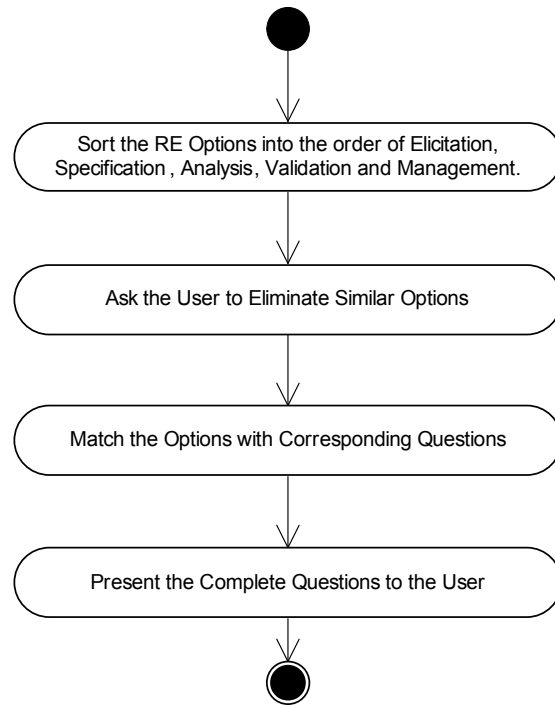 Sort the RE Options into the order of Elicitation,
Specification , Analysis, Validation and Management.
Ask the User to Eliminate Similar Options
Match the Options with Corresponding Questions
Present the Complete Questions to the User